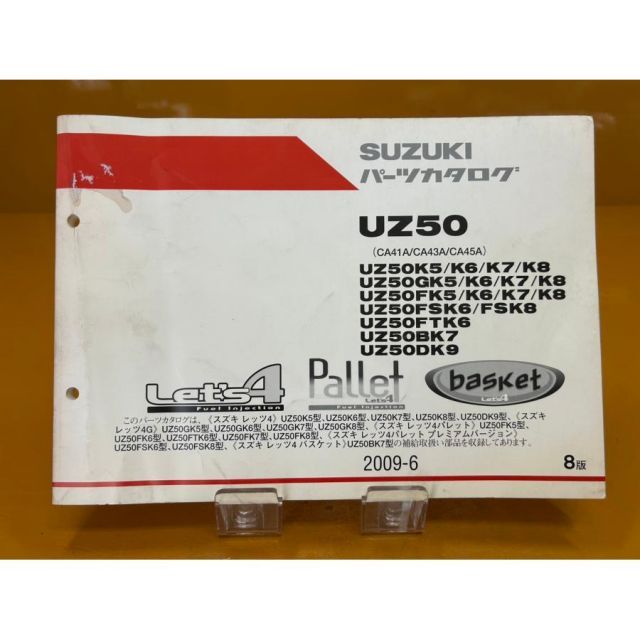 SUZUKI
パーツカタログ
UZ50
(CA41A/CA43A/CA45A)
UZ50K5/K6/K7/K8
UZ50GK5/K6/K7/K8
UZ50FK5/K6/K7/K8
UZ50FSK6/FSK8
UZ50FTK6
UZ50BK7
UZ50DK9
Let's4
Fuel Injection
Pallet
Let's4
Fuel Injection
basket
Let's4
このパーツカタログは、《スズキ レッツ4》UZ50K5型、UZ50K6型、UZ50K7型、UZ50K8型、UZ50DK9型、《スズキ
レッツ4G》UZ50GK5型、UZ50GK6型、UZ50GK7型、UZ50GK8型、《スズキ レッツ4パレット》UZ50FK5型、
UZ50FK6型、UZ50FTK6型、UZ50FK7型、UZ50FK8型、《スズキ レッツ4パレット プレミアムバージョン》
UZ50FSK6型、UZ50FSK8型、《スズキ レッツ4 バスケット》UZ50BK7型の補給取扱い部品を収録してあります。
2009-6
8版